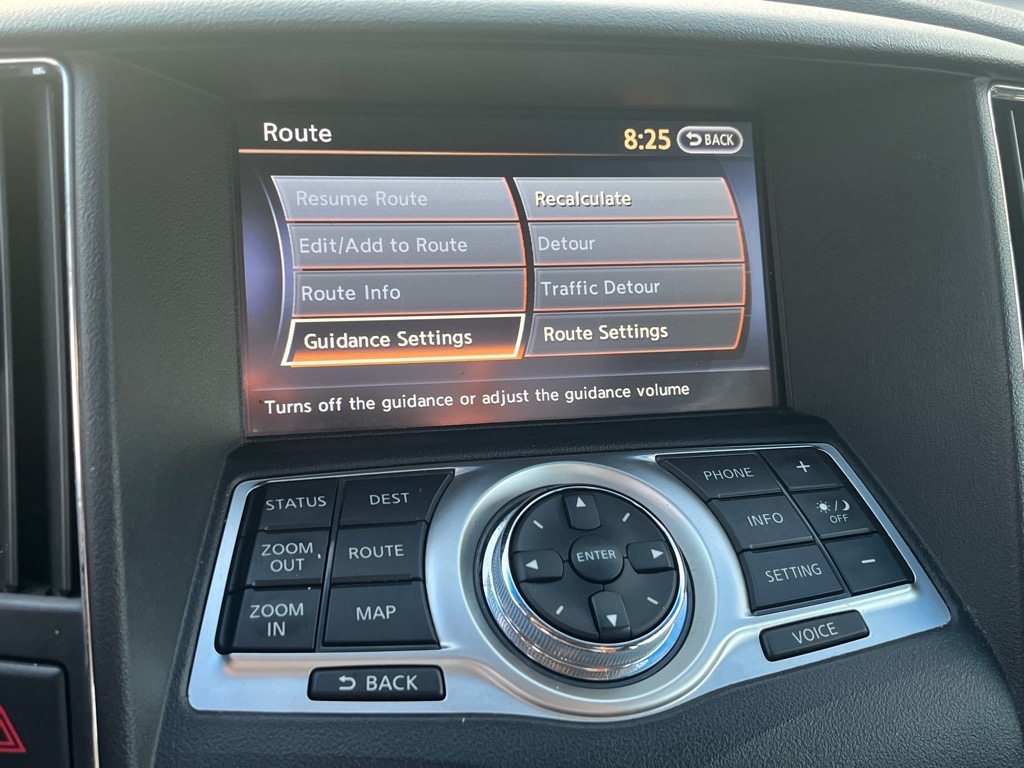 Route
8:25
BACK
Resume Route
Recalculate
Edit/Add to Route
Detour
Route Info
Traffic Detour
Guidance Settings
Route Settings
Turns off the guidance or adjust the guidance volume
STATUS
DEST
ZOOM
OUT
ROUTE
ZOOM
IN
MAP
BACK
ENTER
PHONE
+
INFO
/
OFF
SETTING
−
VOICE